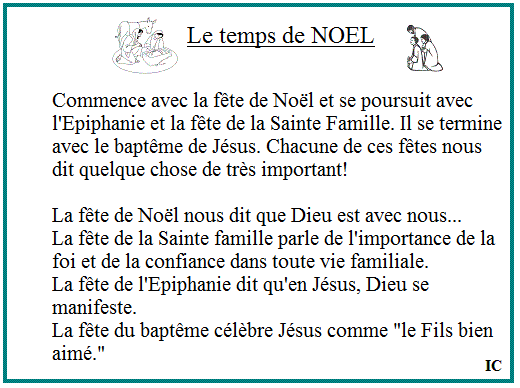 Le temps de NOEL
Commence avec la fête de Noël et se poursuit avec
l'Epiphanie et la fête de la Sainte Famille. Il se termine
avec le baptême de Jésus. Chacune de ces fêtes nous
dit quelque chose de très important!
La fête de Noël nous dit que Dieu est avec nous...
La fête de la Sainte famille parle de l'importance de la
foi et de la confiance dans toute vie familiale.
La fête de l'Epiphanie dit qu'en Jésus, Dieu se
manifeste.
La fête du baptême célèbre Jésus comme "le Fils bien
aimé."
IC